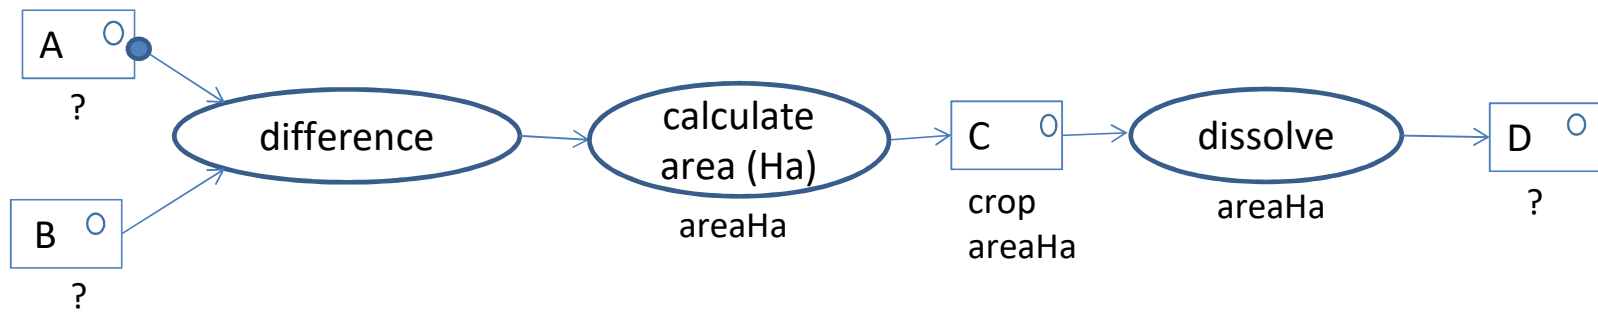 A
?
B
?
difference
calculate
area (Ha)
areaHa
C
crop
areaHa
dissolve
areaHa
D
?